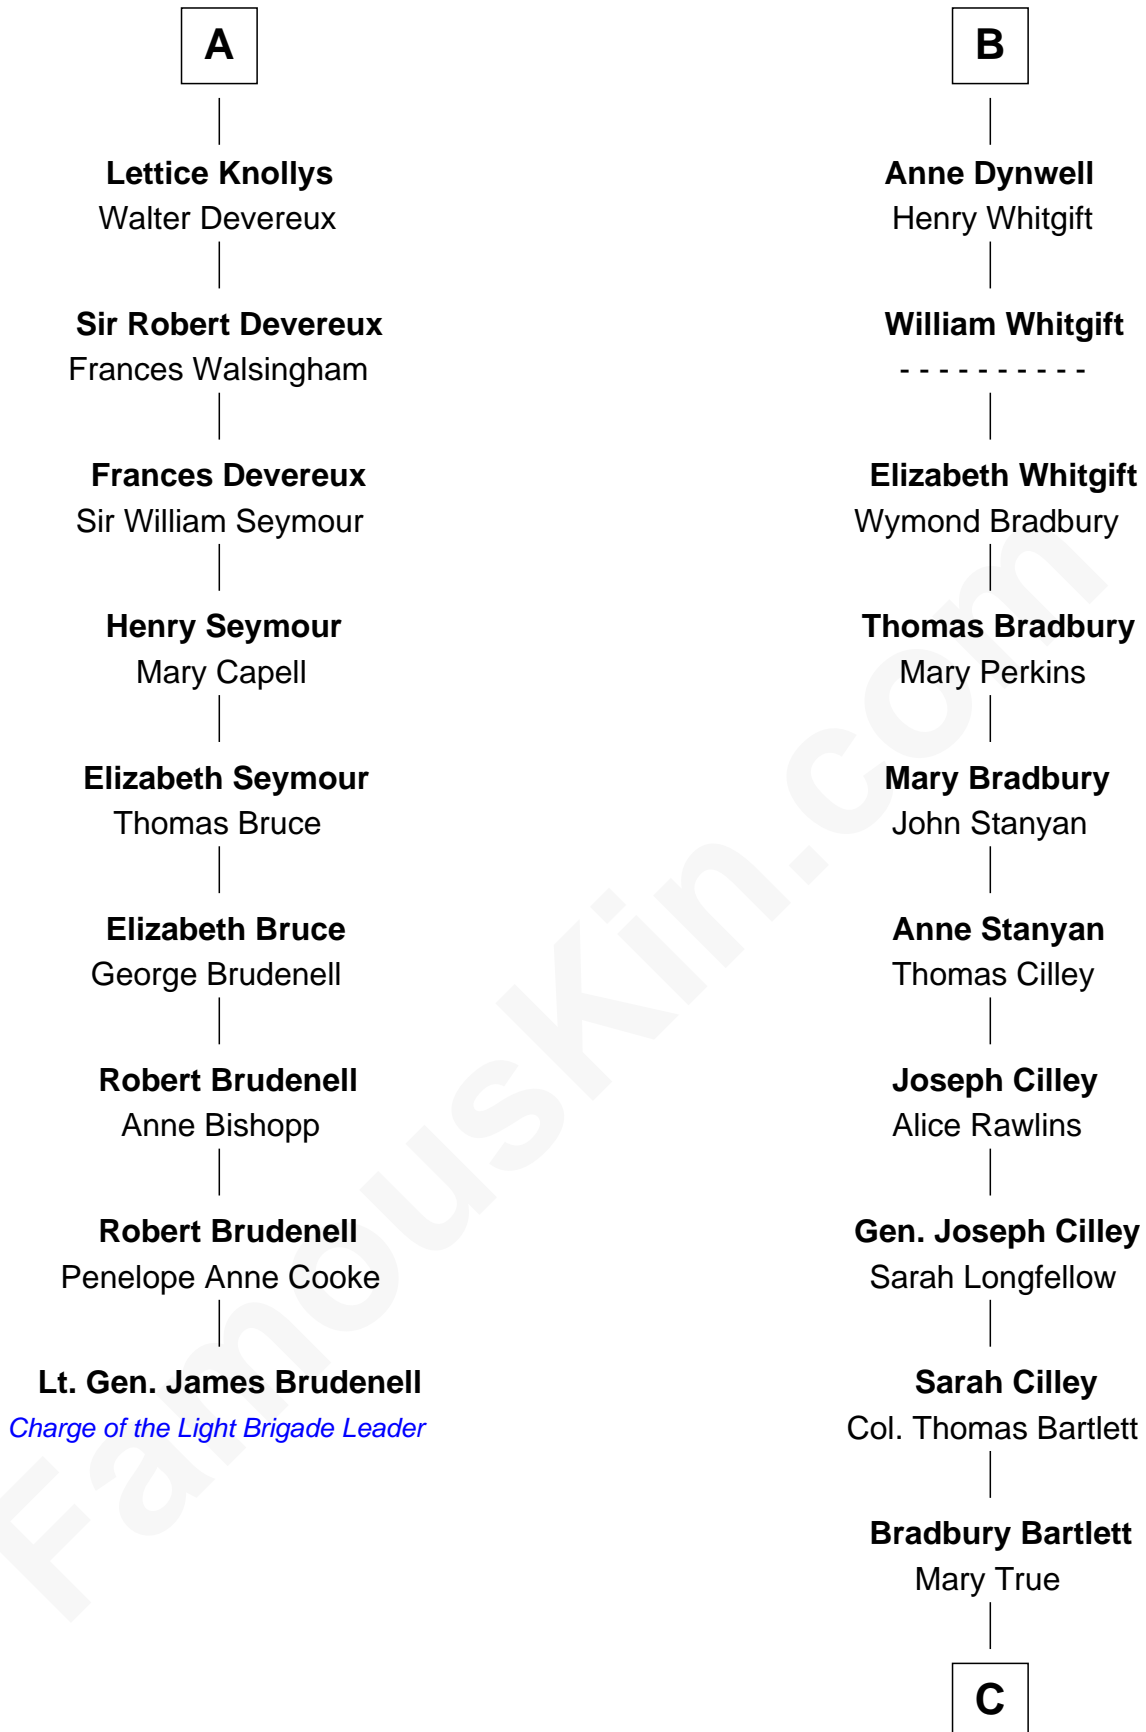 A
Lettice Knollys
Walter Devereux
Sir Robert Devereux
Frances Walsingham
Frances Devereux
Sir William Seymour
Henry Seymour
Mary Capell
Elizabeth Seymour
Thomas Bruce
Elizabeth Bruce
George Brudenell
Robert Brudenell
Anne Bishopp
Robert Brudenell
Penelope Anne Cooke
Lt. Gen. James Brudenell
Charge of the Light Brigade Leader
B
Anne Dynwell
Henry Whitgift
William Whitgift
- - - - - - - - - -
Elizabeth Whitgift
Wymond Bradbury
Thomas Bradbury
Mary Perkins
Mary Bradbury
John Stanyan
Anne Stanyan
Thomas Cilley
Joseph Cilley
Alice Rawlins
Gen. Joseph Cilley
Sarah Longfellow
Sarah Cilley
Col. Thomas Bartlett
Bradbury Bartlett
Mary True
C
FamousKin.com